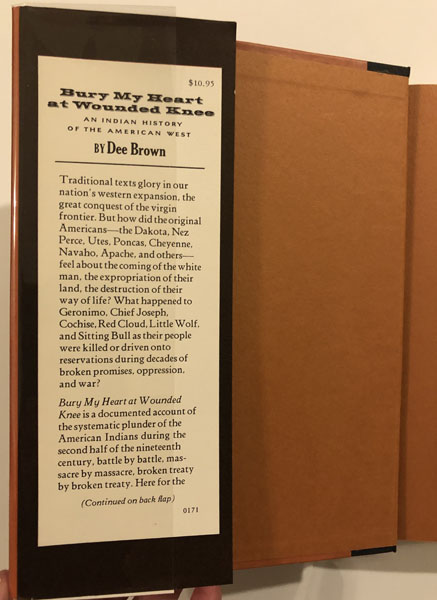 $10.95
Bury My Heart
at Wounded Knee
AN INDIAN HISTORY
OF THE AMERICAN WEST
BY Dee Brown
Traditional texts glory in our
nation's western expansion, the
great conquest of the virgin
frontier. But how did the original
Americans—the Dakota, Nez
Perce, Utes, Poncas, Cheyenne,
Navaho, Apache, and others—
feel about the coming of the white
man, the expropriation of their
land, the destruction of their
way of life? What happened to
Geronimo, Chief Joseph,
Cochise, Red Cloud, Little Wolf,
and Sitting Bull as their people
were killed or driven onto
reservations during decades of
broken promises, oppression,
and war?
Bury My Heart at Wounded
Knee is a documented account of
the systematic plunder of the
American Indians during the
second half of the nineteenth
century, battle by battle, mas-
sacre by massacre, broken treaty
by broken treaty. Here for the
(Continued on back flap)
0171